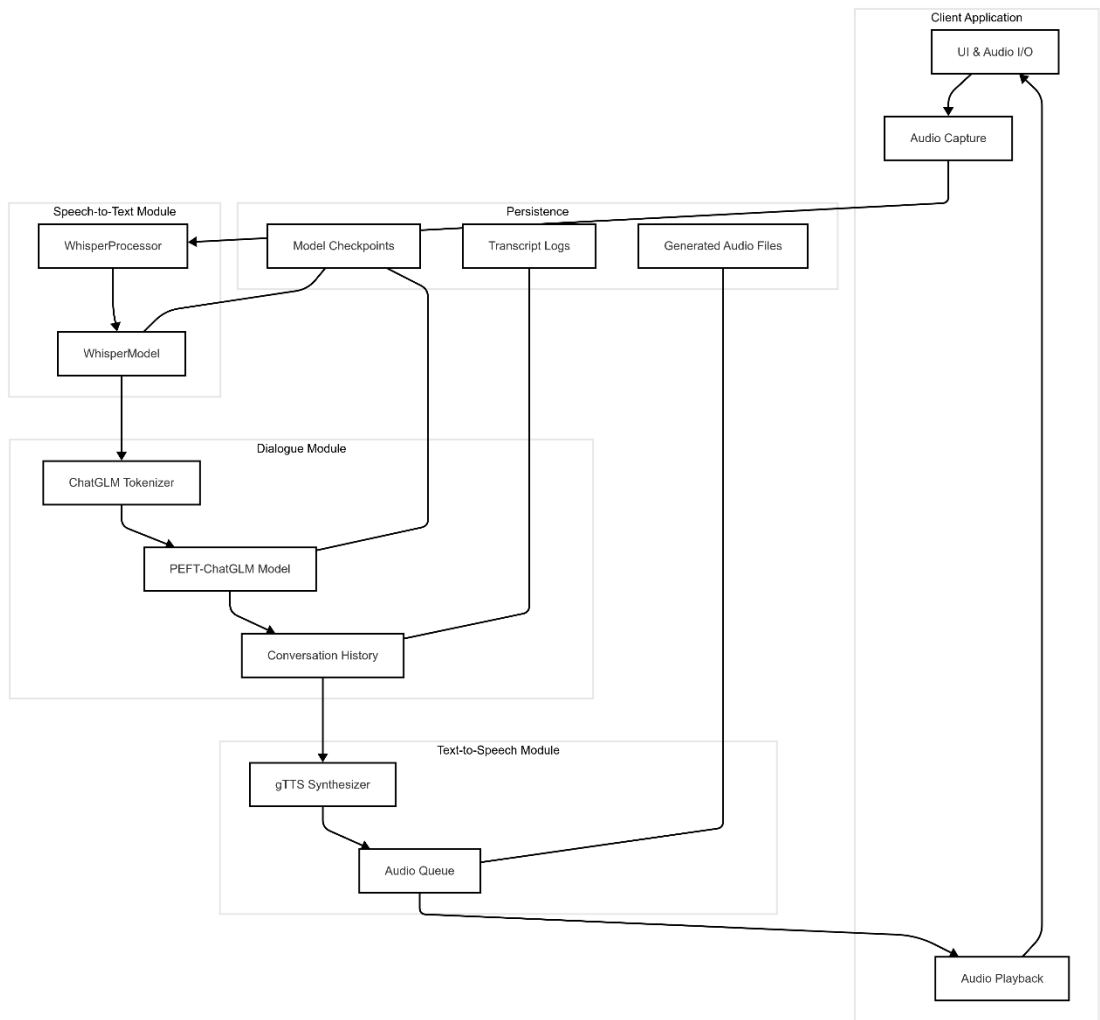 Client Application
UI & Audio I/O
Audio Capture
Speech-to-Text Module
WhisperProcessor
WhisperModel
Persistence
Model Checkpoints
Transcript Logs
Generated Audio Files
Dialogue Module
ChatGLM Tokenizer
PEFT-ChatGLM Model
Conversation History
Text-to-Speech Module
gTTS Synthesizer
Audio Queue
Audio Playback